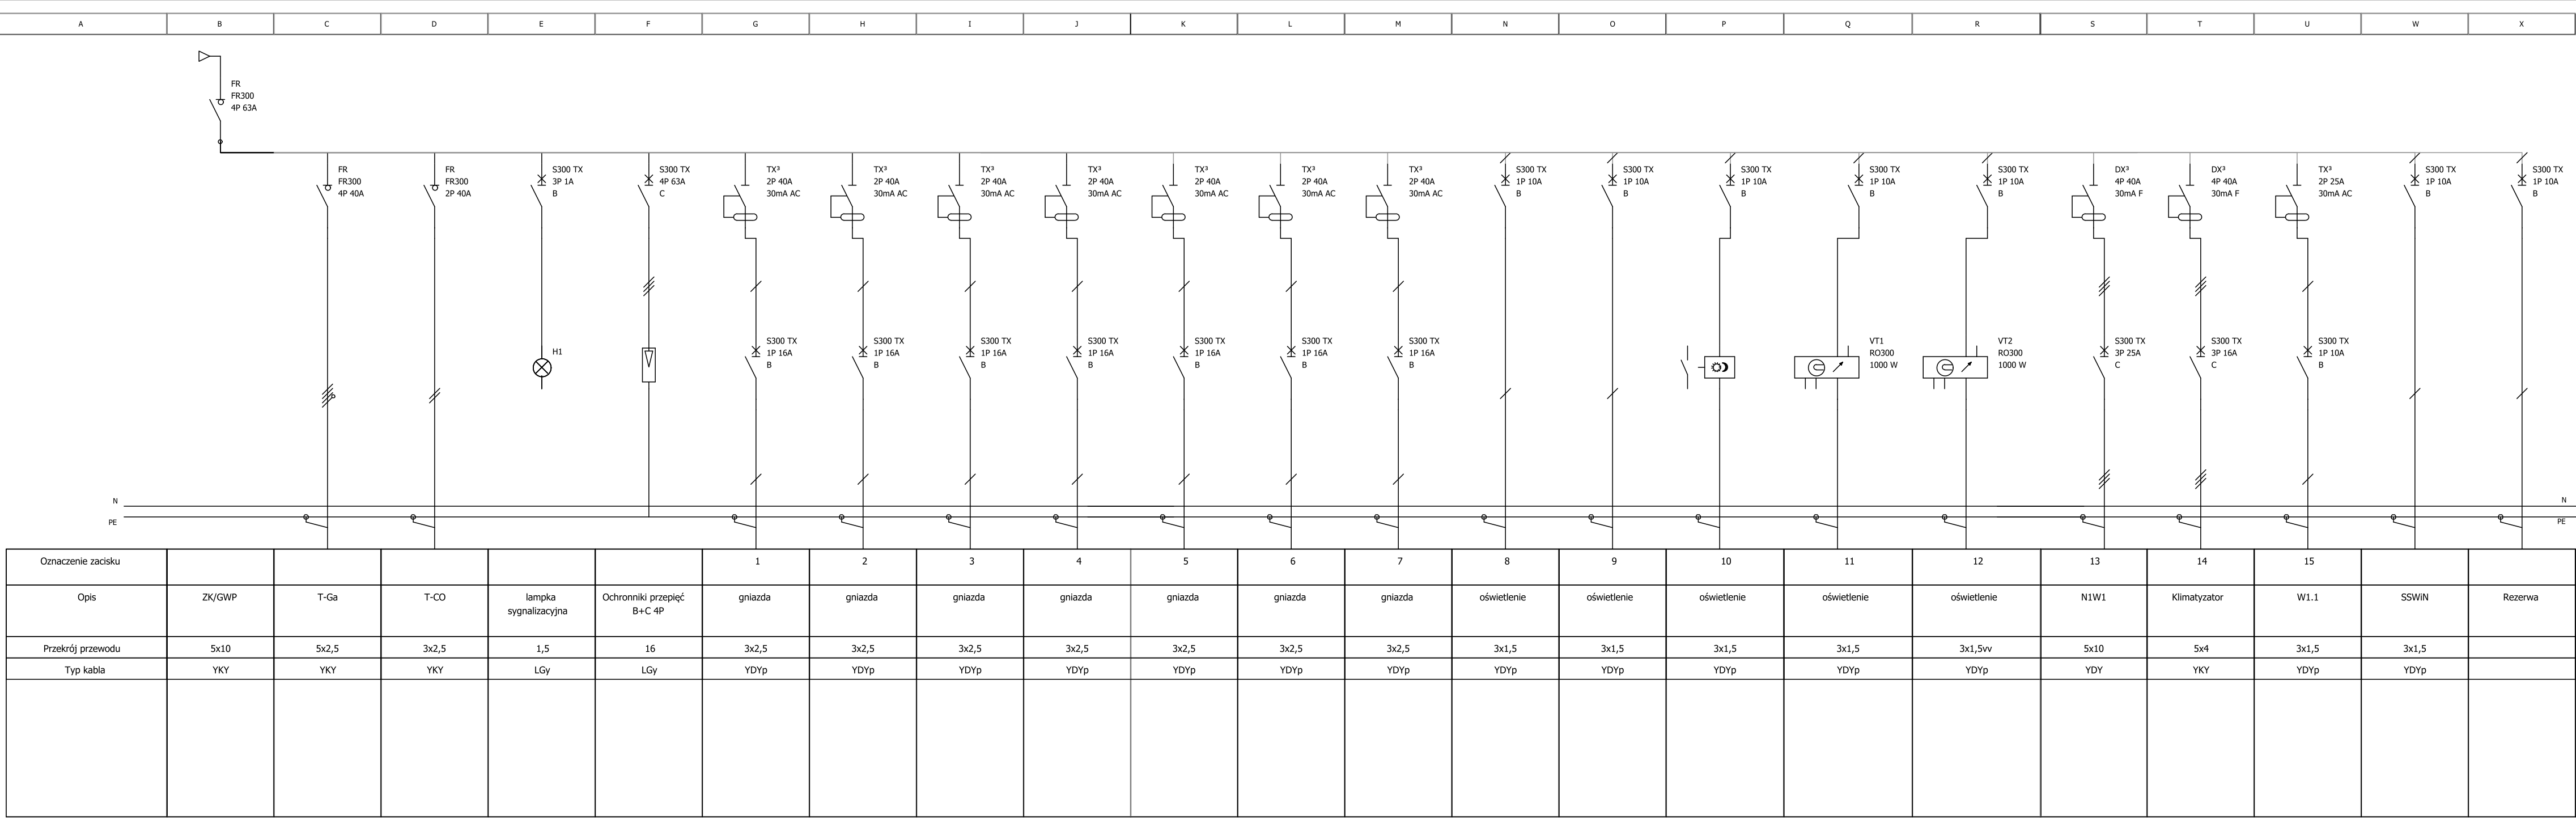 A B C D E F G H I J K L M N O P Q R S T U W X
FR
FR300
4P 63A
FR
FR300
4P 40A
FR
FR300
2P 40A
S300 TX
3P 1A
B
S300 TX
4P 63A
C
TX³
2P 40A
30mA AC
TX³
2P 40A
30mA AC
TX³
2P 40A
30mA AC
TX³
2P 40A
30mA AC
TX³
2P 40A
30mA AC
TX³
2P 40A
30mA AC
TX³
2P 40A
30mA AC
S300 TX
1P 10A
B
S300 TX
1P 10A
B
S300 TX
1P 10A
B
S300 TX
1P 10A
B
S300 TX
1P 10A
B
DX³
4P 40A
30mA F
DX³
4P 40A
30mA F
TX³
2P 25A
30mA AC
S300 TX
1P 10A
B
S300 TX
1P 10A
B
H1
S300 TX
1P 16A
B
S300 TX
1P 16A
B
S300 TX
1P 16A
B
S300 TX
1P 16A
B
S300 TX
1P 16A
B
S300 TX
1P 16A
B
S300 TX
1P 16A
B
VT1
RO300
1000 W
VT2
RO300
1000 W
S300 TX
3P 25A
C
S300 TX
3P 16A
C
S300 TX
1P 10A
B
N N
PE PE
Oznaczenie zacisku 1 2 3 4 5 6 7 8 9 10 11 12 13 14 15
Opis ZK/GWP T-Ga T-CO lampka Ochronniki przepięć gniazda gniazda gniazda gniazda gniazda gniazda gniazda oświetlenie oświetlenie oświetlenie oświetlenie oświetlenie N1W1 Klimatyzator W1.1 SSWiN Rezerwa
sygnalizacyjna B+C 4P
Przekrój przewodu 5x10 5x2,5 3x2,5 1,5 16 3x2,5 3x2,5 3x2,5 3x2,5 3x2,5 3x2,5 3x2,5 3x1,5 3x1,5 3x1,5 3x1,5 3x1,5vv 5x10 5x4 3x1,5 3x1,5
Typ kabla YKY YKY YKY LGy LGy YDYp YDYp YDYp YDYp YDYp YDYp YDYp YDYp YDYp YDYp YDYp YDYp YDY YKY YDYp YDYp